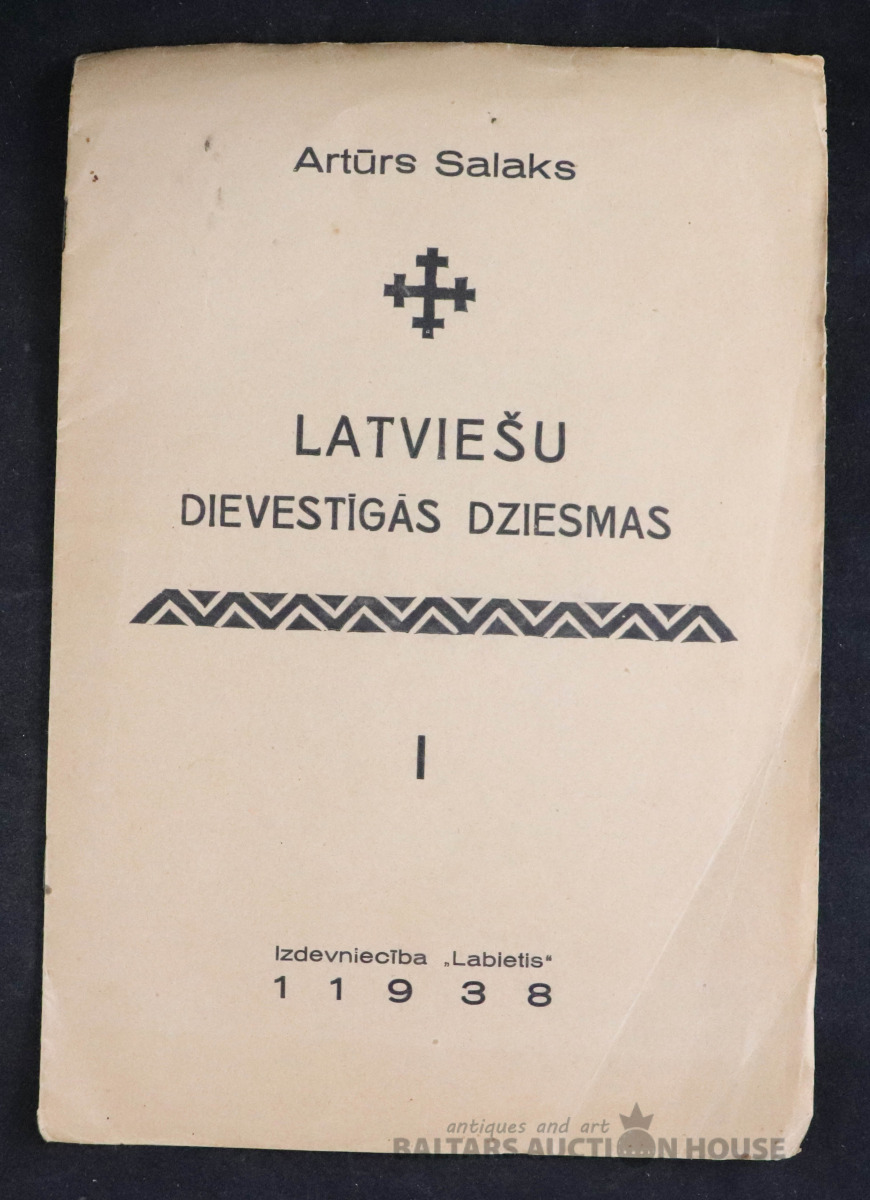 Artūrs Salaks
LATVIEŠU
DIEVESTĪGĀS DZIESMAS
I
Izdevniecība „Labietis“
1 1 9 3 8
antiques and art
BALTARS AUCTION HOUSE